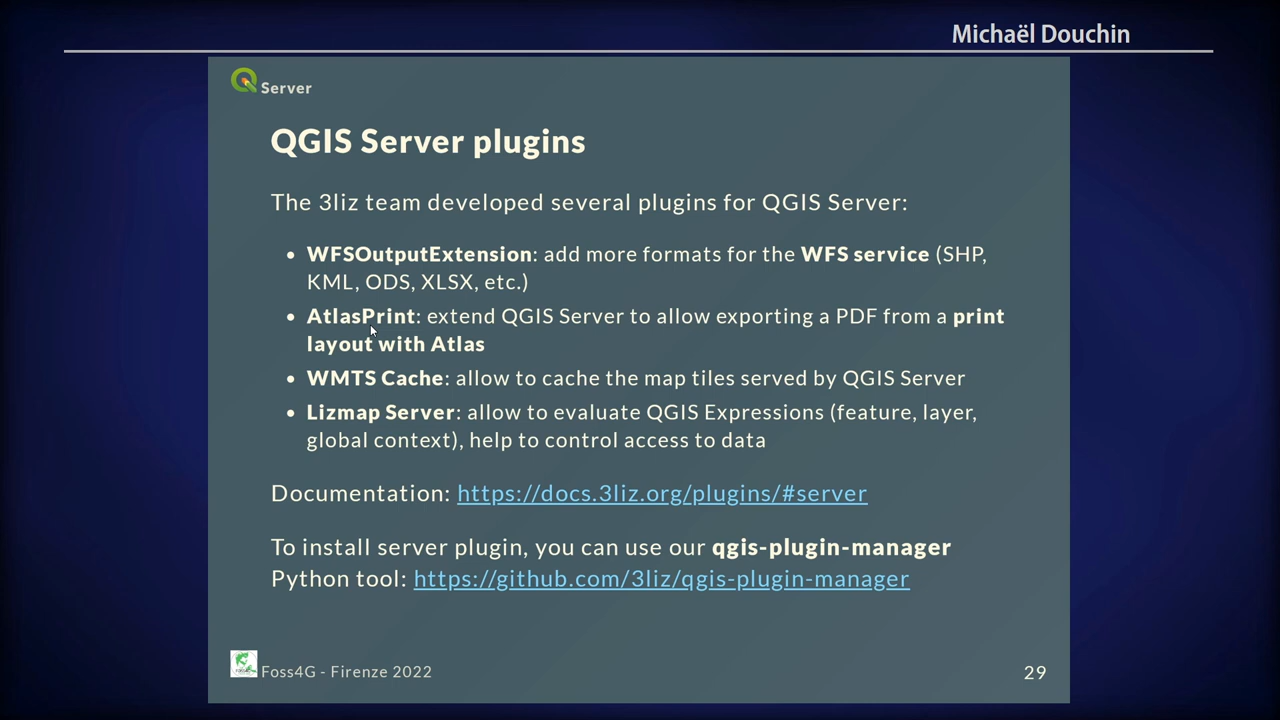 Michaël Douchin
Server
QGIS Server plugins
The 3liz team developed several plugins for QGIS Server:
• WFSOutputExtension: add more formats for the WFS service (SHP,
KML, ODS, XLSX, etc.)
• AtlasPrint: extend QGIS Server to allow exporting a PDF from a print
layout with Atlas
• WMTS Cache: allow to cache the map tiles served by QGIS Server
• Lizmap Server: allow to evaluate QGIS Expressions (feature, layer,
global context), help to control access to data
Documentation: https://docs.3liz.org/plugins/#server
To install server plugin, you can use our qgis-plugin-manager
Python tool: https://github.com/3liz/qgis-plugin-manager
Foss4G - Firenze 2022
29